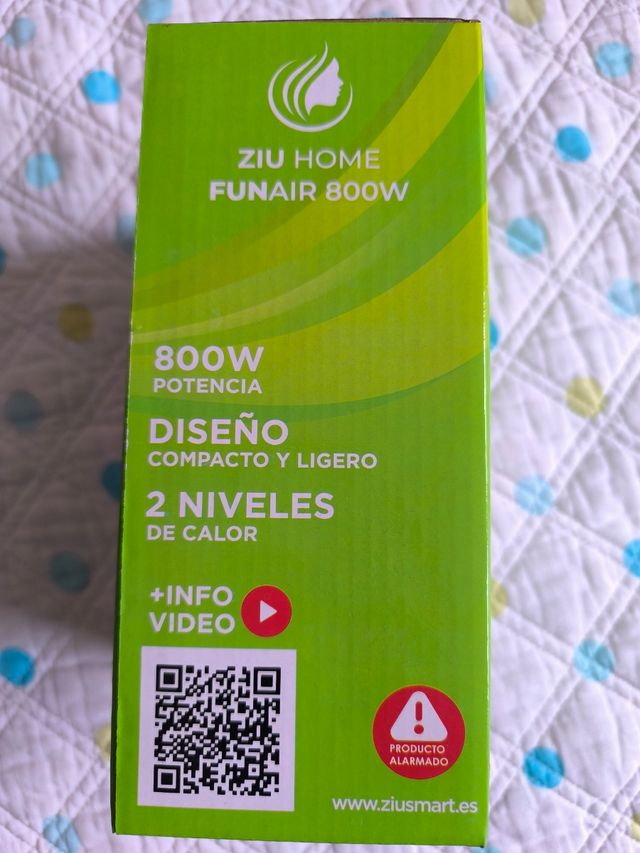 ZIU HOME
FUNAIR 800W
800W
POTENCIA
DISEÑO
COMPACTO Y LIGERO
2 NIVELES
DE CALOR
+INFO
VIDEO
PRODUCTO
ALARMADO
www.ziusmart.es